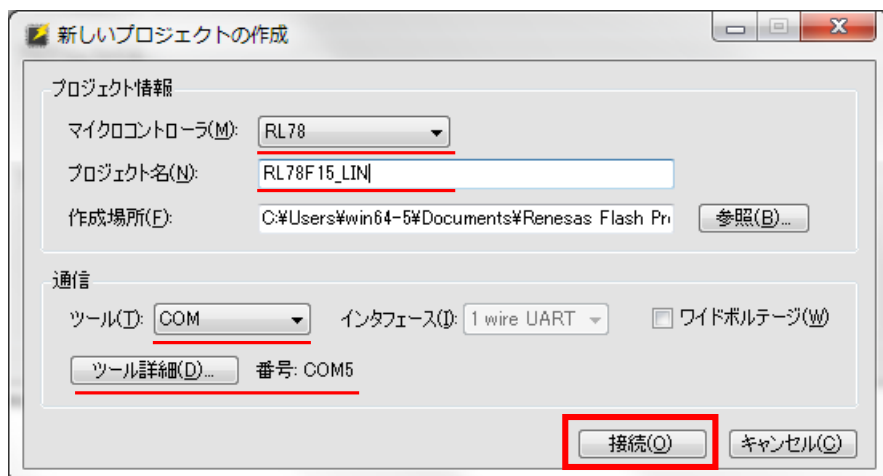 新しいプロジェクトの作成
プロジェクト情報
マイクロコントローラ(M): RL78
プロジェクト名(N): RL78F15_LIN
作成場所(F): C:¥Users¥win64-5¥Documents¥Renesas Flash Pr 参照(B)...
通信
ツール(T): COM インタフェース(I): 1 wire UART ワイドボルテージ(W)
ツール詳細(D)... 番号: COM5
接続(O) キャンセル(C)